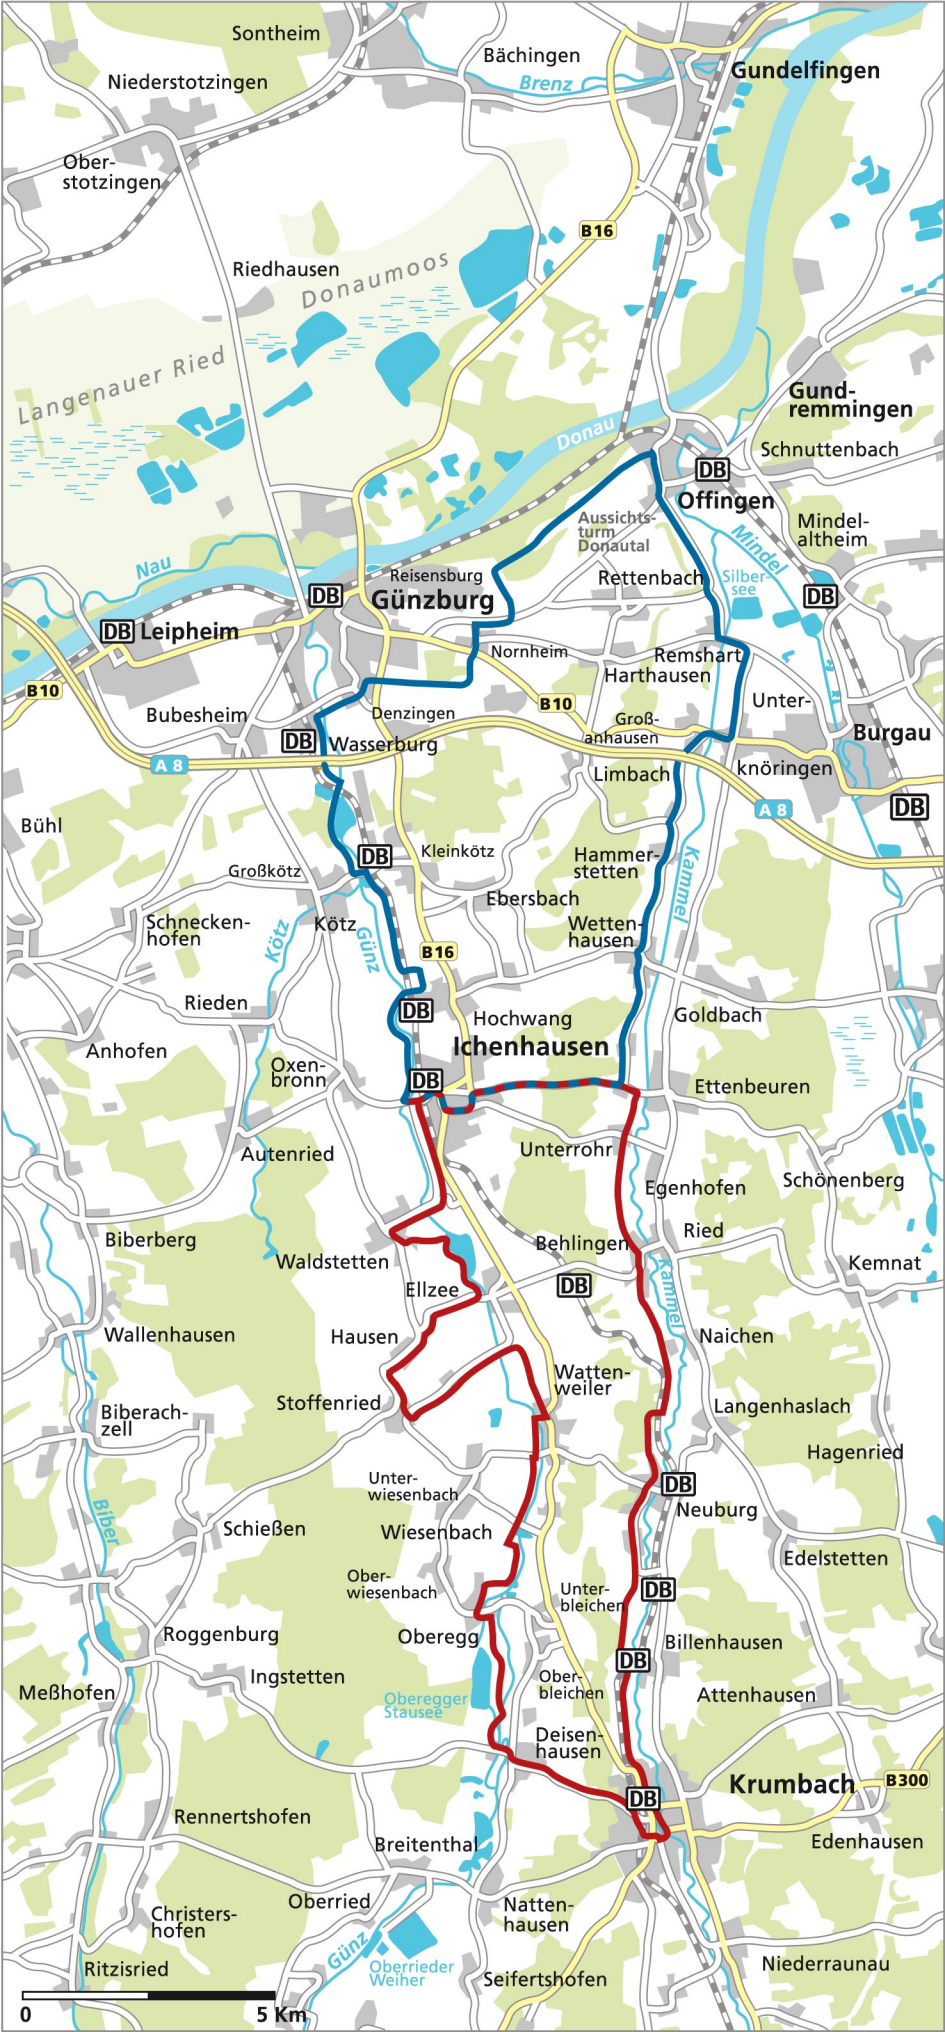 Sontheim
Bächingen
Gundelfingen
Niederstotzingen
Brenz
Ober-
stotzingen
B16
Riedhausen
Donaumoos
Langenauer Ried
Gund-
remmingen
Donau
Schnuttenbach
DB
Offingen
Aussichts-
turm
Donautal
Mindel-
altheim
Mindel
Nau
Reisensburg
Rettenbach
Silber-
see
DB
Günzburg
DB
DB Leipheim
Nornheim
Remshart
Harthausen
B10
B10
Unter-
knöringen
Bubesheim
Denzingen
Groß-
anhausen
Burgau
DB
Wasserburg
A 8
Limbach
A 8
DB
Bühl
DB
Kleinkötz
Hammer-
stetten
Kammel
Großkötz
Ebersbach
Schnecken-
hofen
Kötz
Kötz
Günz
Wetten-
hausen
B16
Rieden
DB
Hochwang
Goldbach
Ichenhausen
Anhofen
Oxen-
bronn
DB
Ettenbeuren
Autenried
Unterrohr
Egenhofen
Schönenberg
Biberberg
Waldstetten
Behlingen
Ried
Kemnat
Ellzee
DB
Kammel
Wallenhausen
Hausen
Naichen
Watten-
weiler
Stoffenried
Langenhaslach
Biberach-
zell
Hagenried
Unter-
wiesenbach
DB
Neuburg
Biber
Schießen
Wiesenbach
Edelstetten
Ober-
wiesenbach
Unter-
bleichen
DB
Roggenburg
Oberegg
Billenhausen
DB
Ingstetten
Meßhofen
Oberegger
Stausee
Ober-
bleichen
Attenhausen
Deisen-
hausen
Krumbach
B300
DB
Rennertshofen
Breitenthal
Edenhausen
Oberried
Christers-
hofen
Natten-
hausen
Günz
Oberrieder
Weiher
Ritzisried
Niederraunau
Seifertshofen
0
5 Km